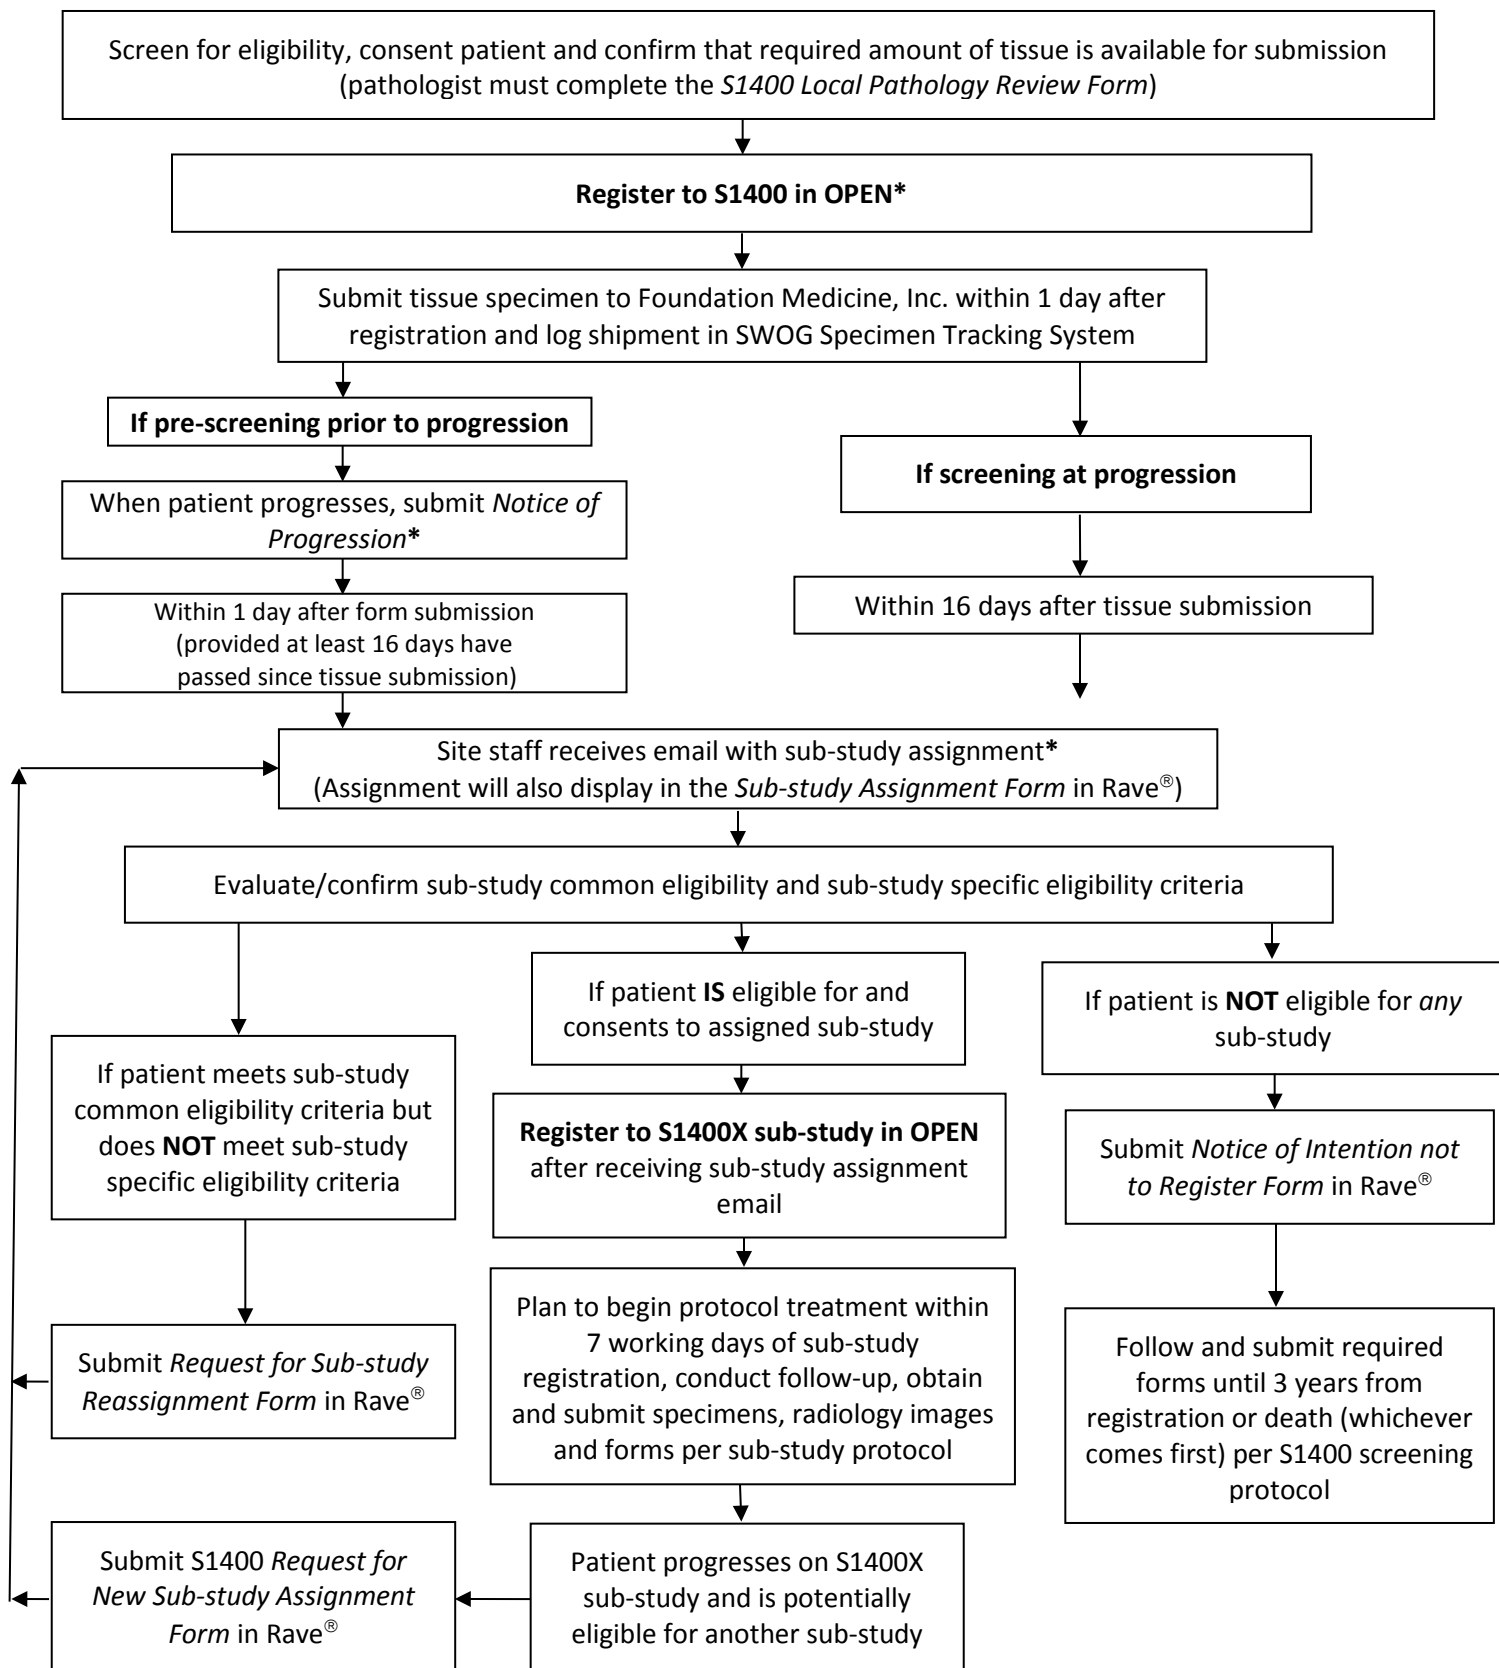 Screen for eligibility, consent patient and confirm that required amount of tissue is available for submission
(pathologist must complete the S1400 Local Pathology Review Form)
Register to S1400 in OPEN*
Submit tissue specimen to Foundation Medicine, Inc. within 1 day after
registration and log shipment in SWOG Specimen Tracking System
If pre-screening prior to progression
When patient progresses, submit Notice of
Progression*
Within 1 day after form submission
(provided at least 16 days have
passed since tissue submission)
If screening at progression
Within 16 days after tissue submission
Site staff receives email with sub-study assignment*
(Assignment will also display in the Sub-study Assignment Form in Rave®)
Evaluate/confirm sub-study common eligibility and sub-study specific eligibility criteria
If patient meets sub-study
common eligibility criteria but
does NOT meet sub-study
specific eligibility criteria
Submit Request for Sub-study
Reassignment Form in Rave®
If patient IS eligible for and
consents to assigned sub-study
Register to S1400X sub-study in OPEN
after receiving sub-study assignment
email
Plan to begin protocol treatment within
7 working days of sub-study
registration, conduct follow-up, obtain
and submit specimens, radiology images
and forms per sub-study protocol
Patient progresses on S1400X
sub-study and is potentially
eligible for another sub-study
Submit S1400 Request for
New Sub-study Assignment
Form in Rave®
If patient is NOT eligible for any
sub-study
Submit Notice of Intention not
to Register Form in Rave®
Follow and submit required
forms until 3 years from
registration or death (whichever
comes first) per S1400 screening
protocol